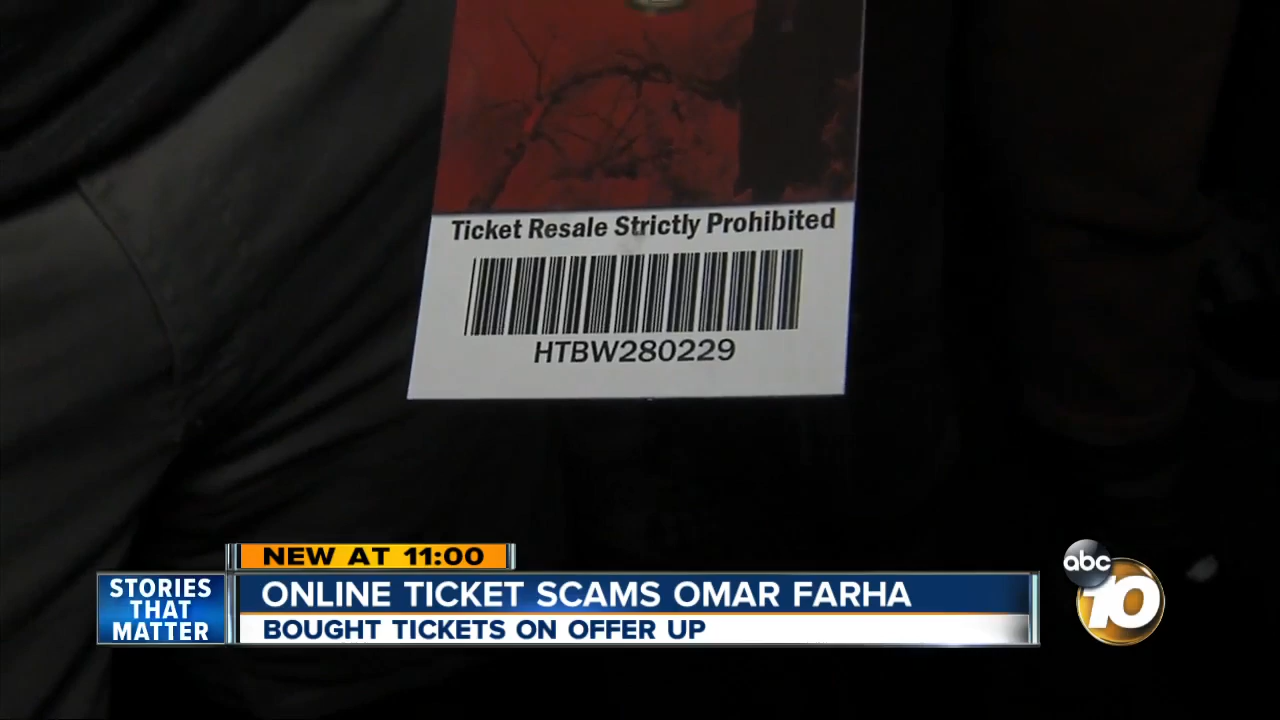 Ticket Resale Strictly Prohibited
HTBW280229
NEW AT 11:00
STORIES THAT MATTER
ONLINE TICKET SCAMS OMAR FARHA
BOUGHT TICKETS ON OFFER UP
abc
10